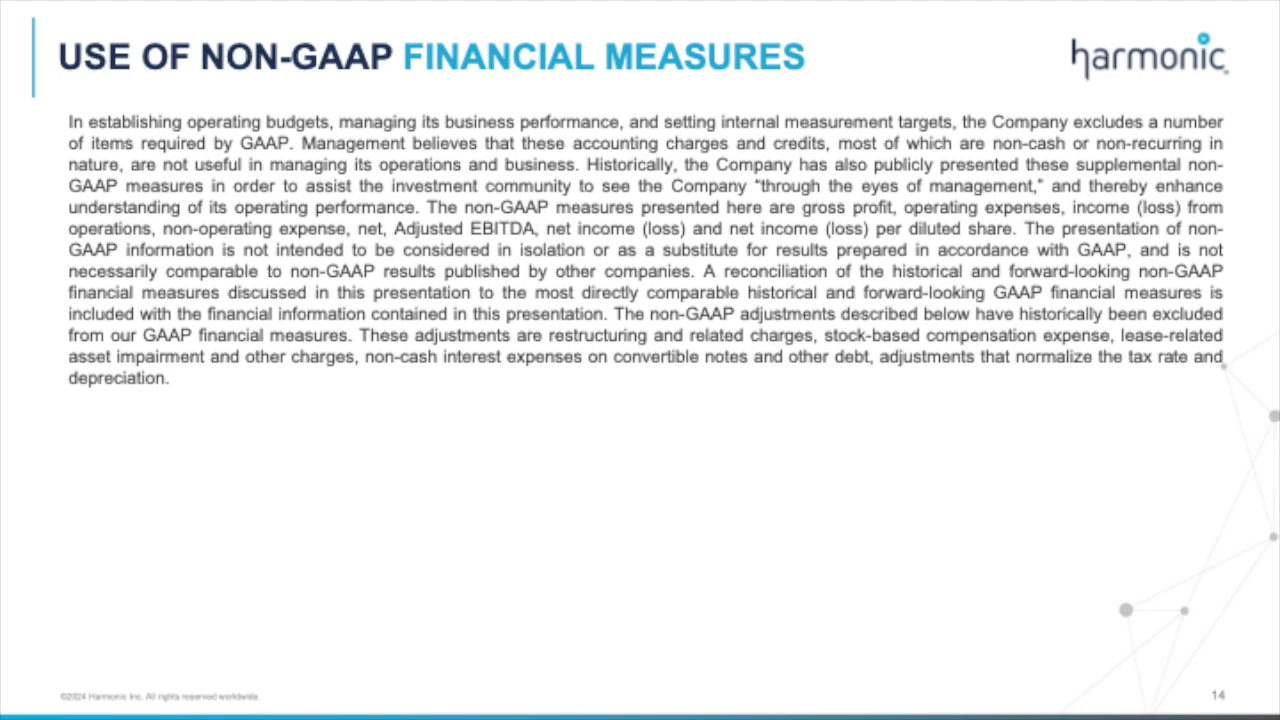 USE OF NON-GAAP FINANCIAL MEASURES
harmonic
In establishing operating budgets, managing its business performance, and setting internal measurement targets, the Company excludes a number
of items required by GAAP. Management believes that these accounting charges and credits, most of which are non-cash or non-recurring in
nature, are not useful in managing its operations and business. Historically, the Company has also publicly presented these supplemental non-
GAAP measures in order to assist the investment community to see the Company "through the eyes of management," and thereby enhance
understanding of its operating performance. The non-GAAP measures presented here are gross profit, operating expenses, income (loss) from
operations, non-operating expense, net, Adjusted EBITDA, net income (loss) and net income (loss) per diluted share. The presentation of non-
GAAP information is not intended to be considered in isolation or as a substitute for results prepared in accordance with GAAP, and is not
necessarily comparable to non-GAAP results published by other companies. A reconciliation of the historical and forward-looking non-GAAP
financial measures discussed in this presentation to the most directly comparable historical and forward-looking GAAP financial measures is
included with the financial information contained in this presentation. The non-GAAP adjustments described below have historically been excluded
from our GAAP financial measures. These adjustments are restructuring and related charges, stock-based compensation expense, lease-related
asset impairment and other charges, non-cash interest expenses on convertible notes and other debt, adjustments that normalize the tax rate and
depreciation.
©2024 Harmonic Inc. All rights reserved worldwide.
14